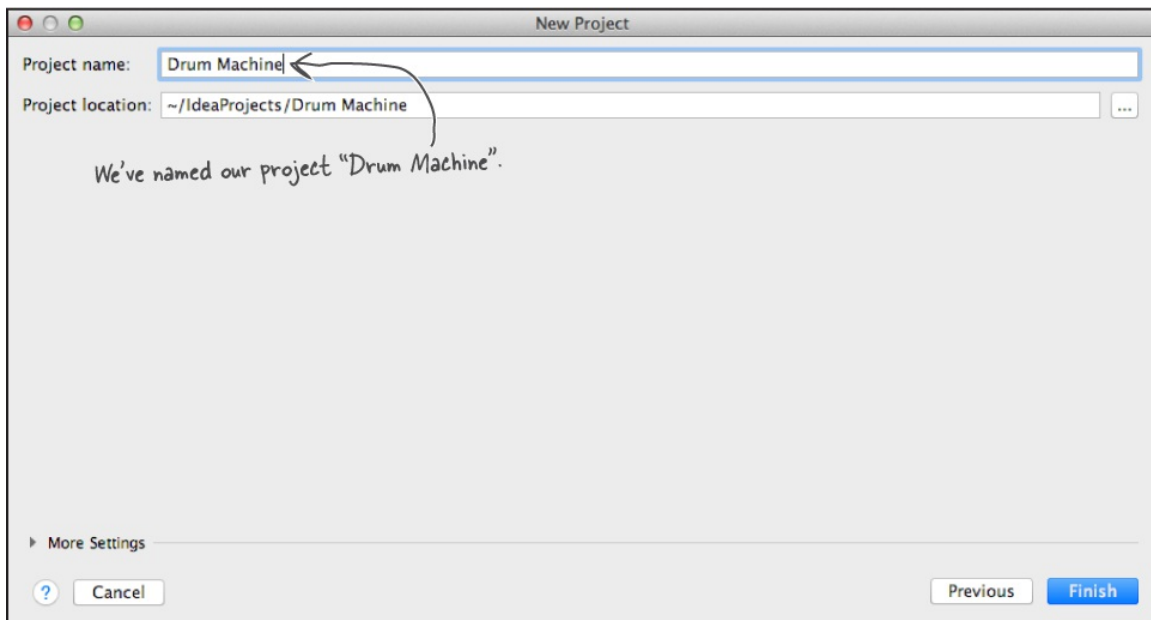 New Project
Project name: Drum Machine
Project location: ~/IdeaProjects/Drum Machine ...
We've named our project “Drum Machine”.
More Settings
? Cancel Previous Finish